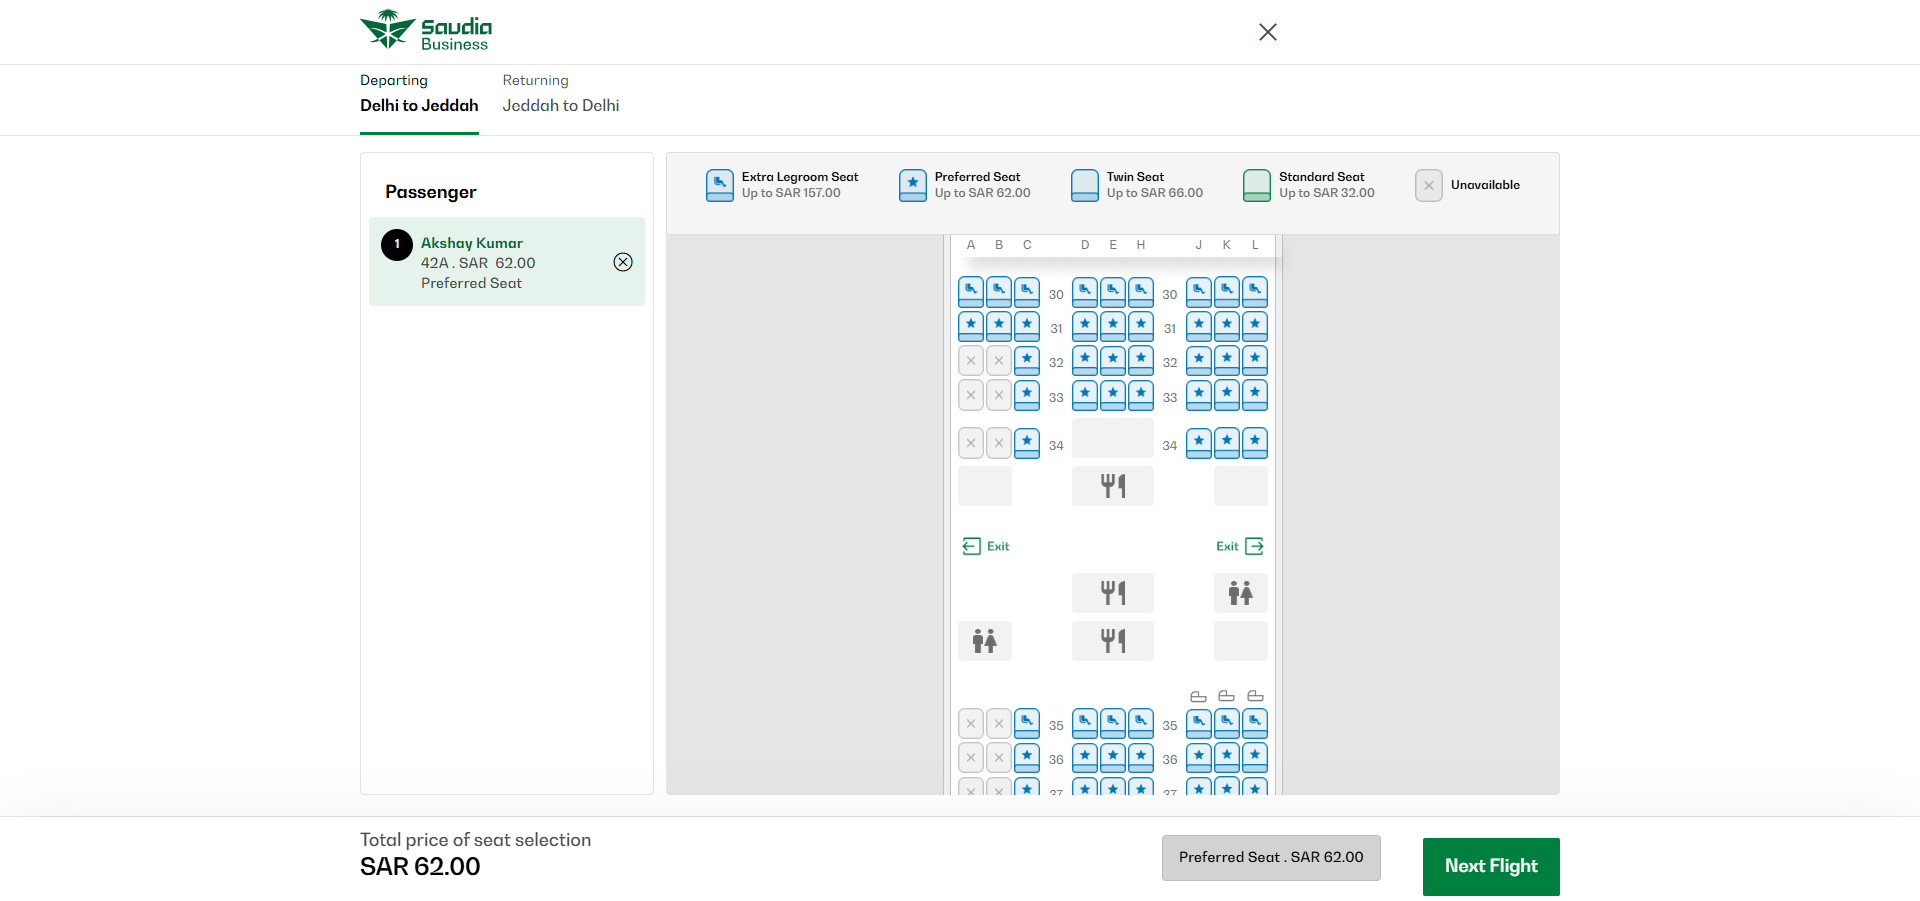 Saudia
Business
Departing
Delhi to Jeddah
Returning
Jeddah to Delhi
Passenger
1
Akshay Kumar
42A . SAR 62.00
Preferred Seat
Extra Legroom Seat
Up to SAR 157.00
Preferred Seat
Up to SAR 62.00
Twin Seat
Up to SAR 66.00
Standard Seat
Up to SAR 32.00
Unavailable
A B C D E H J K L
30 30
31 31
32 32
33 33
34 34
Exit Exit
35 35
36 36
37 37
Total price of seat selection
SAR 62.00
Preferred Seat . SAR 62.00
Next Flight